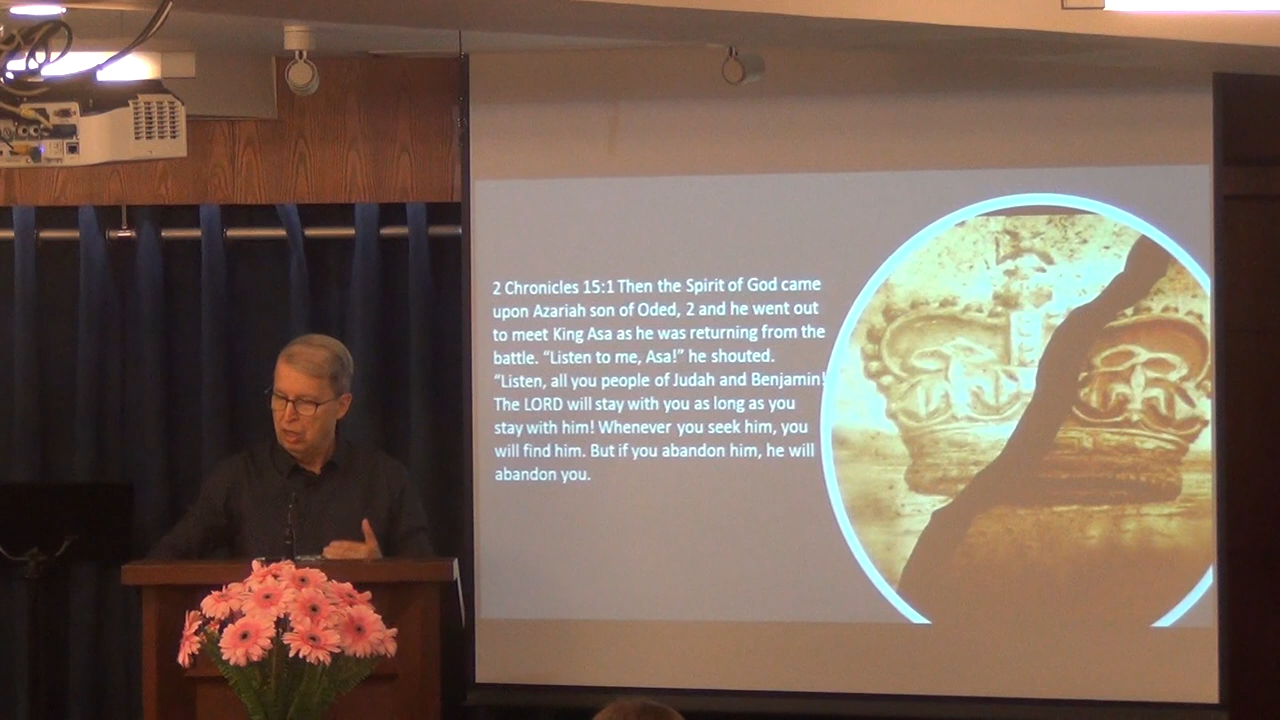 2 Chronicles 15:1 Then the Spirit of God came
upon Azariah son of Oded, 2 and he went out
to meet King Asa as he was returning from the
battle. “Listen to me, Asa!” he shouted.
“Listen, all you people of Judah and Benjamin!
The LORD will stay with you as long as you
stay with him! Whenever you seek him, you
will find him. But if you abandon him, he will
abandon you.